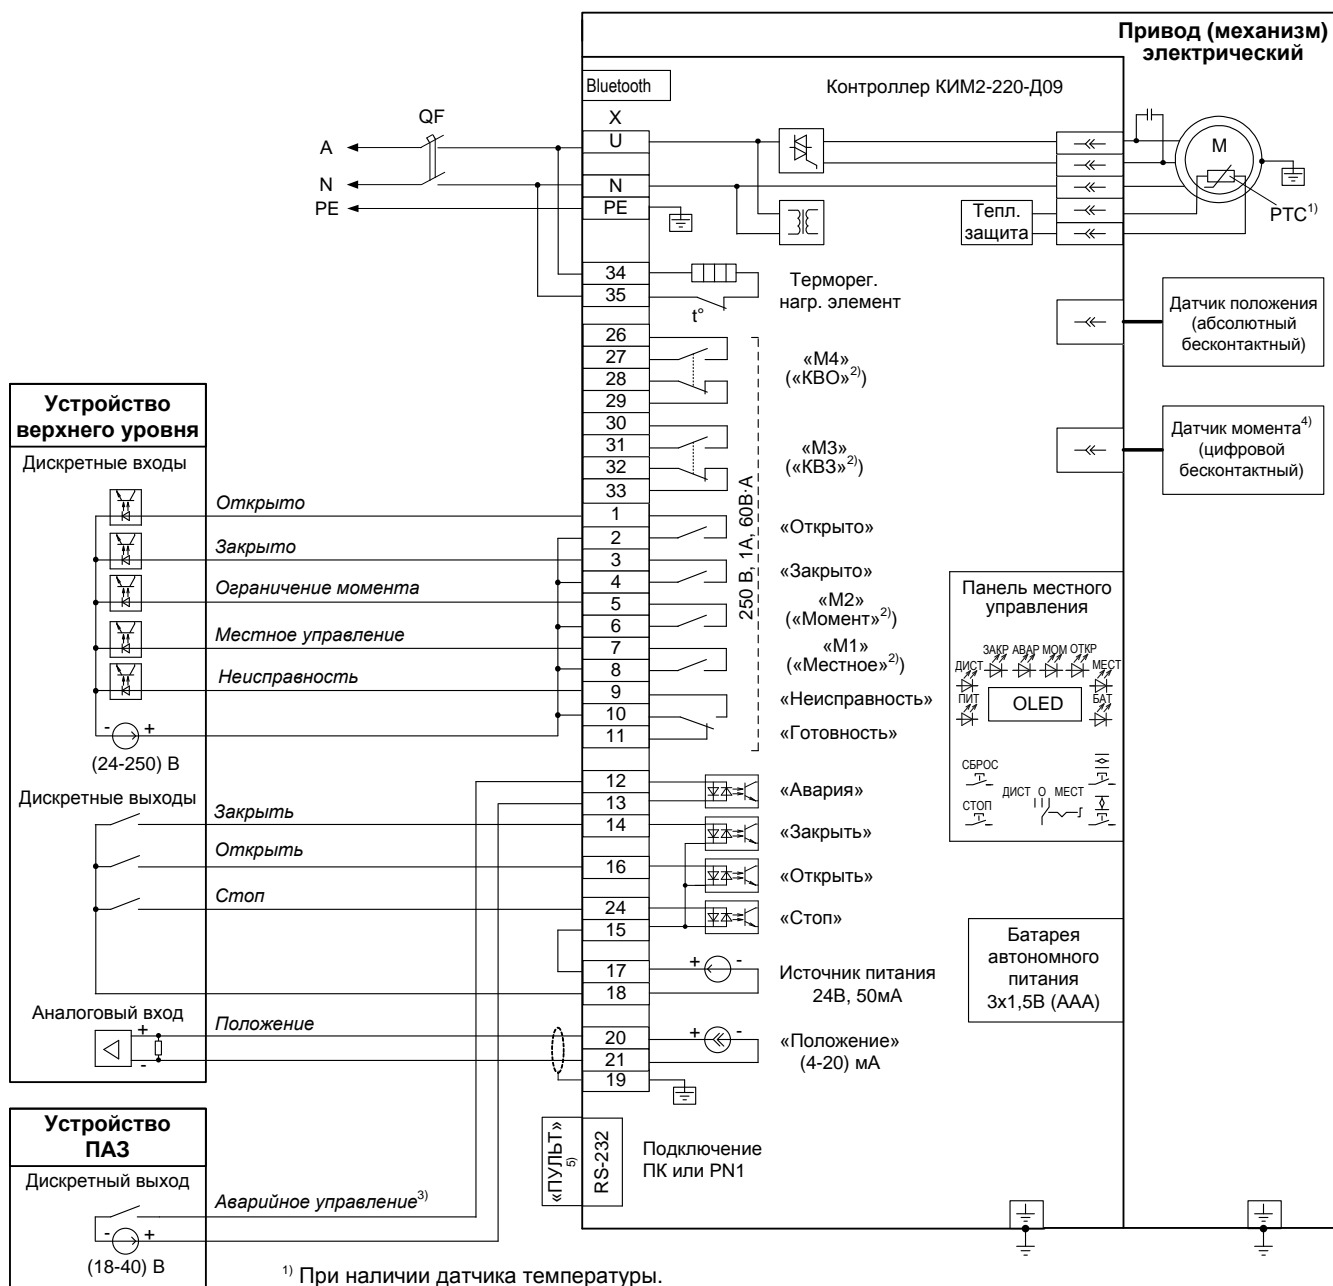 Привод (механизм)
электрический
Bluetooth
Контроллер КИМ2-220-Д09
X
QF
A
U
N
N
PE
PE
M
PTC1)
Тепл.
защита
34
35
t°
Терморег.
нагр. элемент
Датчик положения
(абсолютный
бесконтактный)
26
27
28
29
«М4»
(«КВО»2))
30
31
32
33
«М3»
(«КВЗ»2))
Датчик момента4)
(цифровой
бесконтактный)
250 В, 1А, 60В·А
Устройство
верхнего уровня
Дискретные входы
Открыто
1
2
«Открыто»
Закрыто
3
4
«Закрыто»
Ограничение момента
5
6
«М2»
(«Момент»2))
Местное управление
7
8
«М1»
(«Местное»2))
Неисправность
9
10
11
«Неисправность»
«Готовность»
- +
(24-250) В
Панель местного
управления
ЗАКР АВАР МОМ ОТКР
ДИСТ МЕСТ
ПИТ OLED БАТ
СБРОС
ДИСТ О МЕСТ
СТОП
Дискретные выходы
12
13
«Авария»
Закрыть
14
«Закрыть»
Открыть
16
«Открыть»
Стоп
24
15
«Стоп»
17
18
+ -
Источник питания
24В, 50мА
Батарея
автономного
питания
3х1,5В (ААА)
Аналоговый вход
+
-
Положение
20
21
19
+ -
«Положение»
(4-20) мА
Устройство
ПАЗ
Дискретный выход
Аварийное управление3)
- +
(18-40) В
«ПУЛЬТ»
5)
RS-232
Подключение
ПК или PN1
1) При наличии датчика температуры.